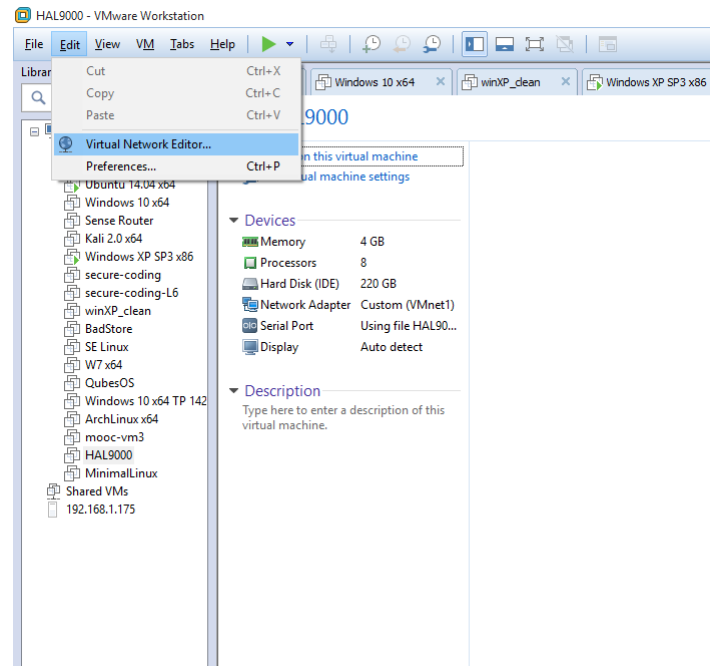 HAL9000 - VMware Workstation
File Edit View VM Tabs Help
Librar
Windows 10 x64 × winXP_clean × Windows XP SP3 x86
Cut Ctrl+X
Copy Ctrl+C
Paste Ctrl+V
Virtual Network Editor...
Preferences... Ctrl+P
9000
n this virtual machine
ual machine settings
Ubuntu 14.04 x64
Windows 10 x64
Sense Router
Kali 2.0 x64
Windows XP SP3 x86
secure-coding
secure-coding-L6
winXP_clean
BadStore
SE Linux
W7 x64
QubesOS
Windows 10 x64 TP 142
ArchLinux x64
mooc-vm3
HAL9000
MinimalLinux
Shared VMs
192.168.1.175
Devices
Memory 4 GB
Processors 8
Hard Disk (IDE) 220 GB
Network Adapter Custom (VMnet1)
Serial Port Using file HAL90...
Display Auto detect
Description
Type here to enter a description of this
virtual machine.